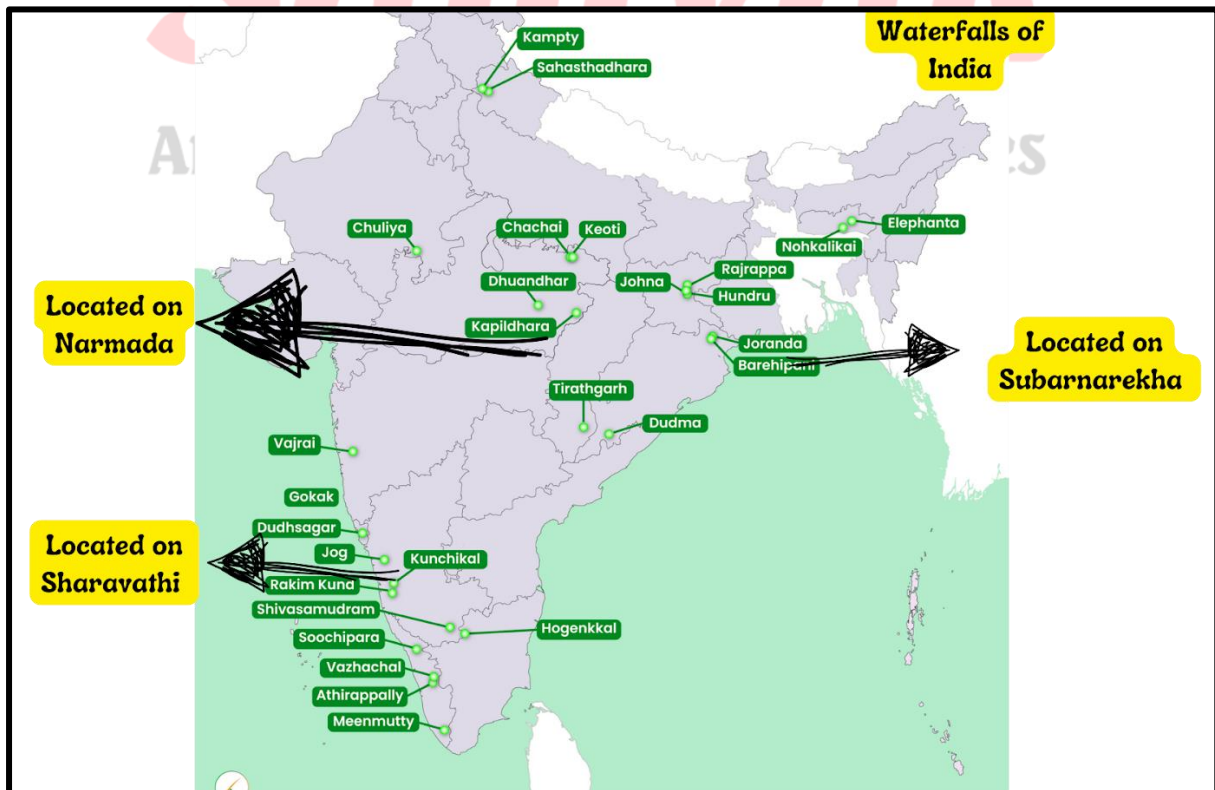 Waterfalls of
India
Kampty
Sahasthadhara
Elephanta
Nohkalikai
Chuliya
Chachai
Keoti
Dhuandhar
Kapildhara
Johna
Rajrappa
Hundru
Located on
Narmada
Joranda
Barehipani
Located on
Subarnarekha
Tirathgarh
Dudma
Vajrai
Gokak
Dudhsagar
Jog
Kunchikal
Located on
Sharavathi
Rakim Kuna
Shivasamudram
Hogenkkal
Soochipara
Vazhachal
Athirappally
Meenmutty